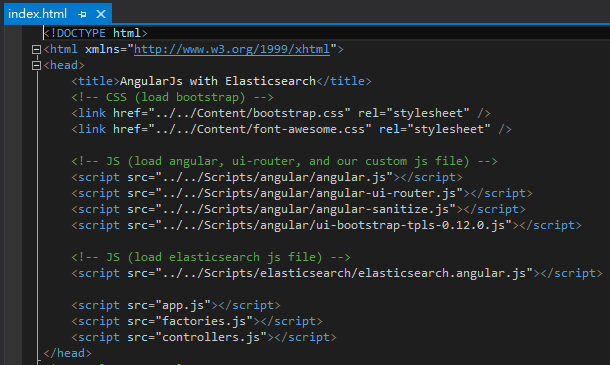 index.html
<!DOCTYPE html>
<html xmlns="http://www.w3.org/1999/xhtml">
<head>
    <title>AngularJs with Elasticsearch</title>
    <!-- CSS (load bootstrap) -->
    <link href="../../Content/bootstrap.css" rel="stylesheet" />
    <link href="../../Content/font-awesome.css" rel="stylesheet" />

    <!-- JS (load angular, ui-router, and our custom js file) -->
    <script src="../../Scripts/angular/angular.js"></script>
    <script src="../../Scripts/angular/angular-ui-router.js"></script>
    <script src="../../Scripts/angular/angular-sanitize.js"></script>
    <script src="../../Scripts/angular/ui-bootstrap-tpls-0.12.0.js"></script>

    <!-- JS (load elasticsearch js file) -->
    <script src="../../Scripts/elasticsearch/elasticsearch.angular.js"></script>

    <script src="app.js"></script>
    <script src="factories.js"></script>
    <script src="controllers.js"></script>
</head>